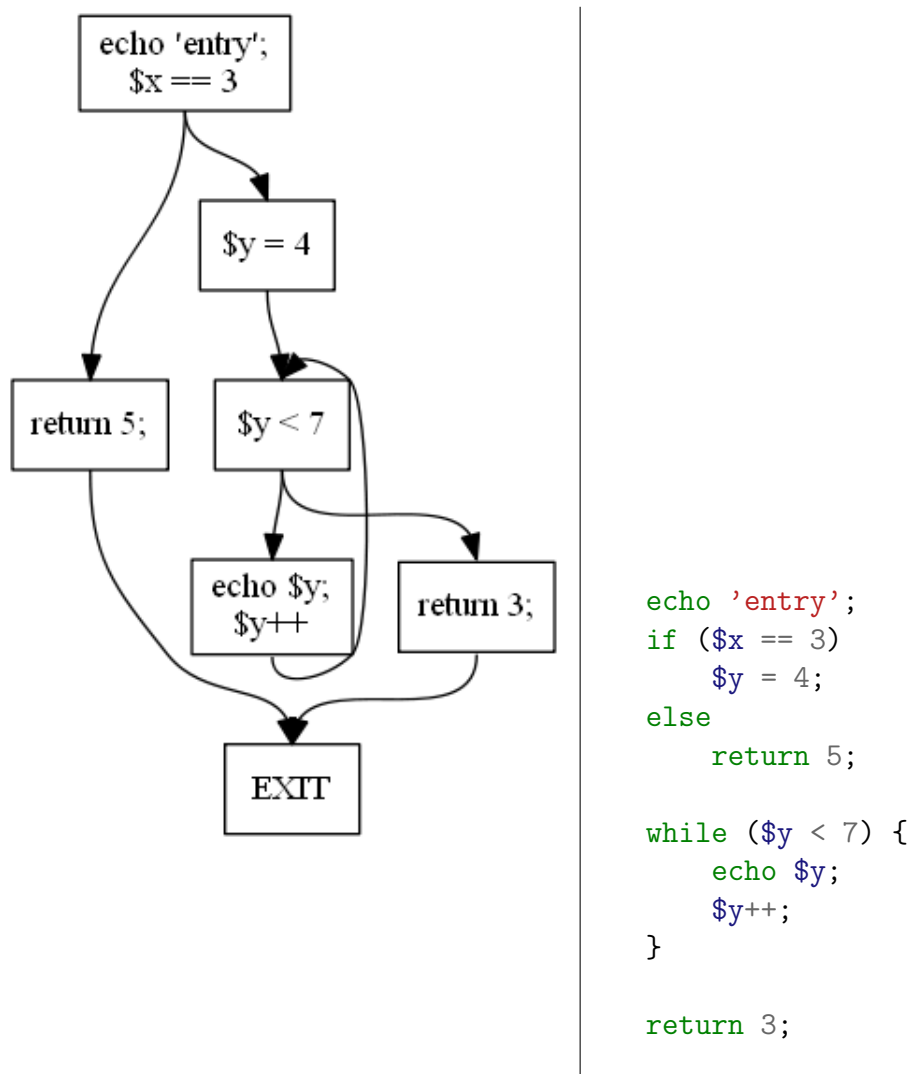 echo 'entry';
$x == 3
$y = 4
return 5;
$y < 7
echo $y;
$y++
return 3;
EXIT
echo ’entry’;
if ($x == 3)
    $y = 4;
else
    return 5;

while ($y < 7) {
    echo $y;
    $y++;
}

return 3;